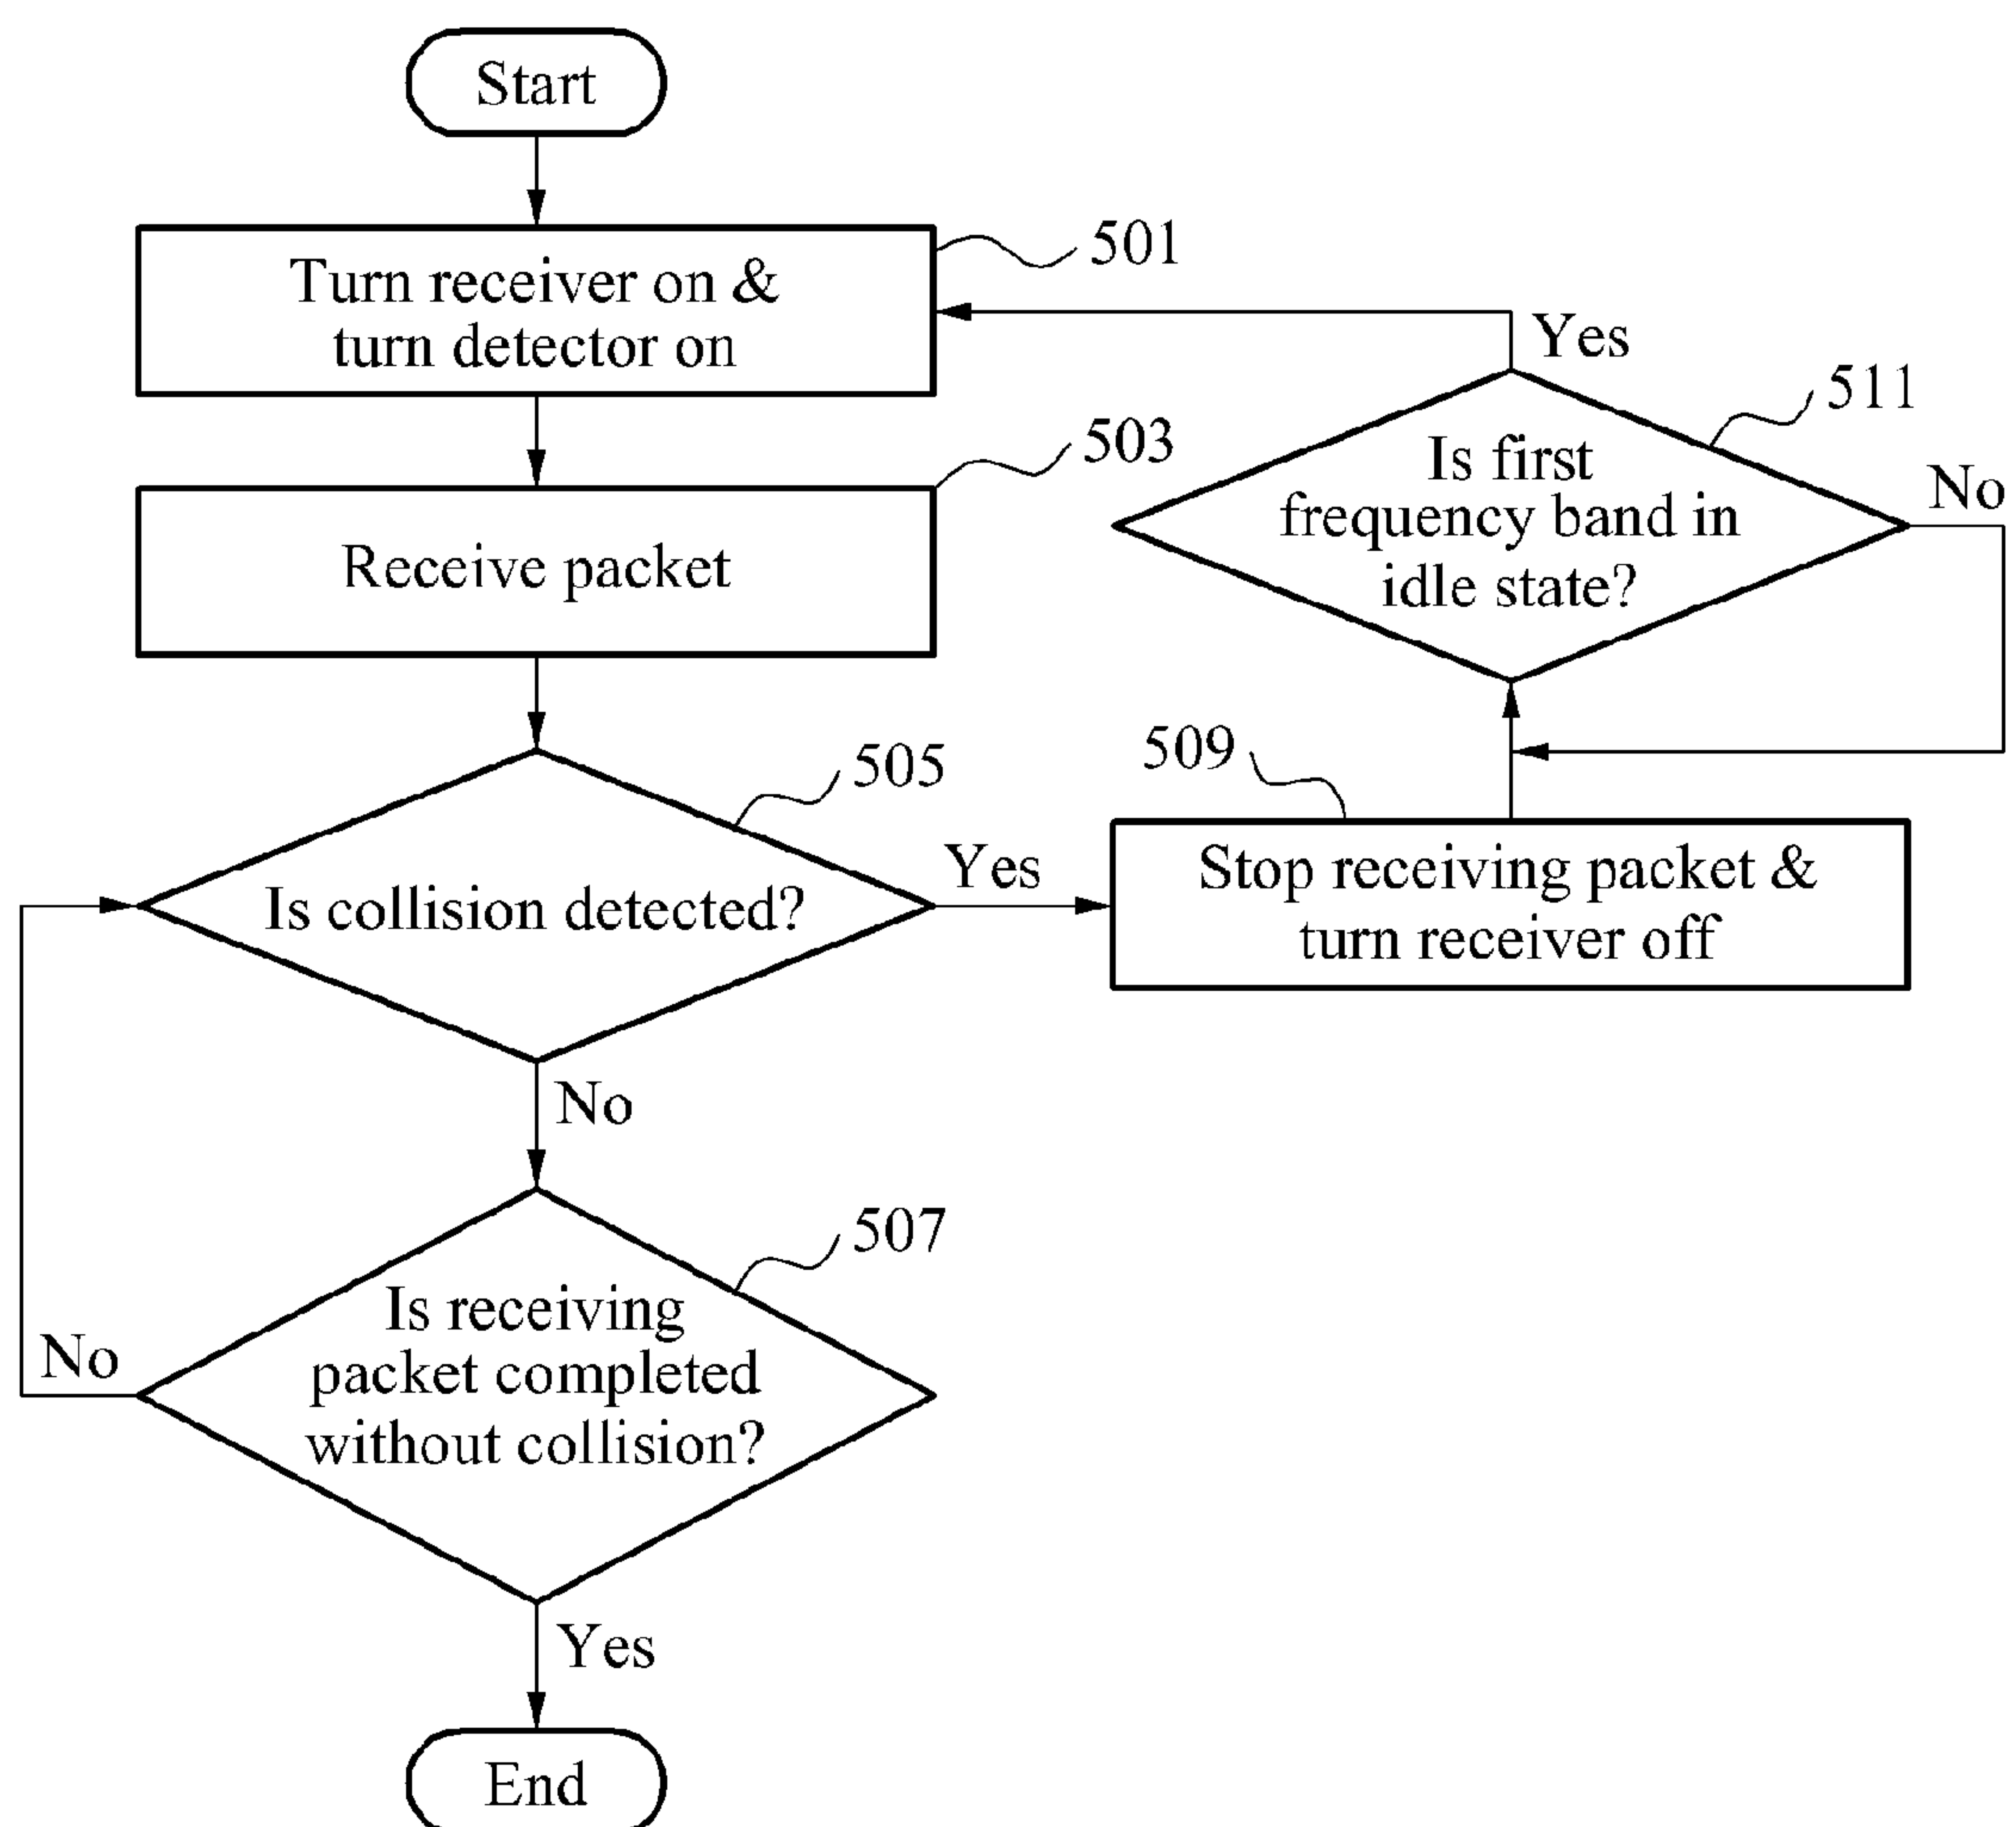 Start
Turn receiver on &
turn detector on
501
Receive packet
503
Is collision detected?
505
Yes
No
Is receiving
packet completed
without collision?
507
No
Yes
End
Stop receiving packet &
turn receiver off
509
Is first
frequency band in
idle state?
511
Yes
No